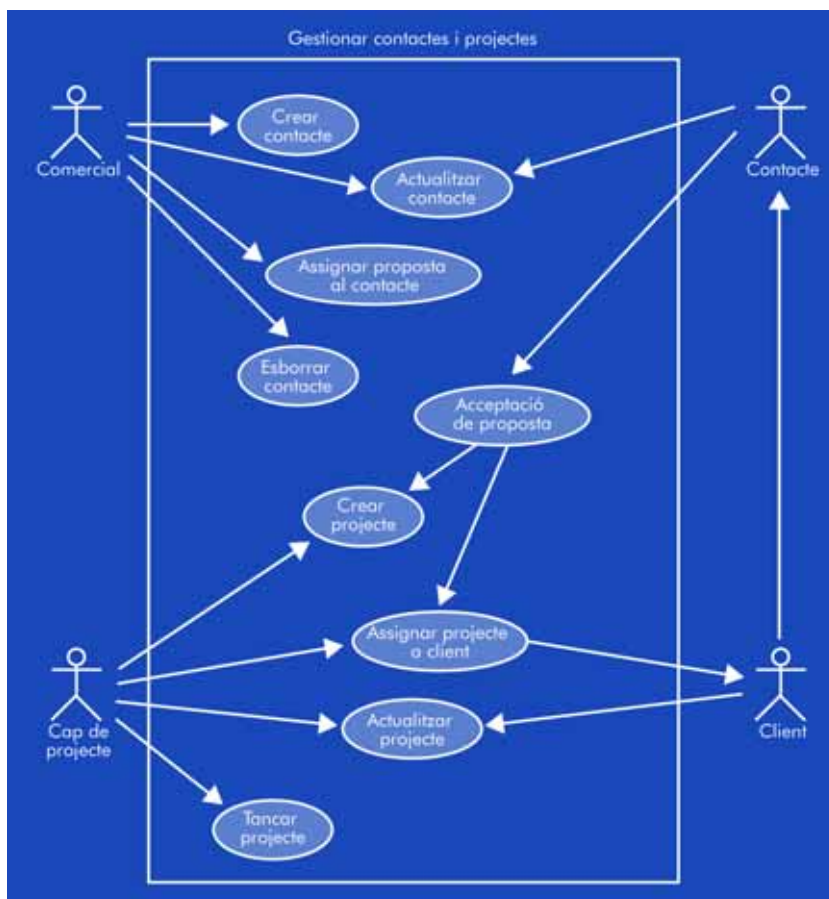 Gestionar contactes i projectes
Crear
contacte
Comercial
Contacte
Actualitzar
contacte
Assignar proposta
al contacte
Esborrar
contacte
Acceptació
de proposta
Crear
projecte
Assignar projecte
a client
Cap de
projecte
Actualitzar
projecte
Client
Tancar
projecte